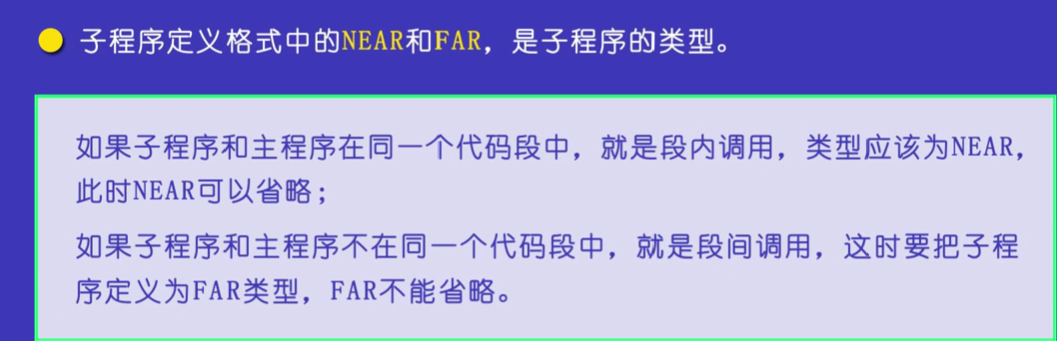 子程序定义格式中的NEAR和FAR，是子程序的类型。
如果子程序和主程序在同一个代码段中，就是段内调用，类型应该为NEAR，
此时NEAR可以省略；
如果子程序和主程序不在同一个代码段中，就是段间调用，这时要把子程
序定义为FAR类型，FAR不能省略。